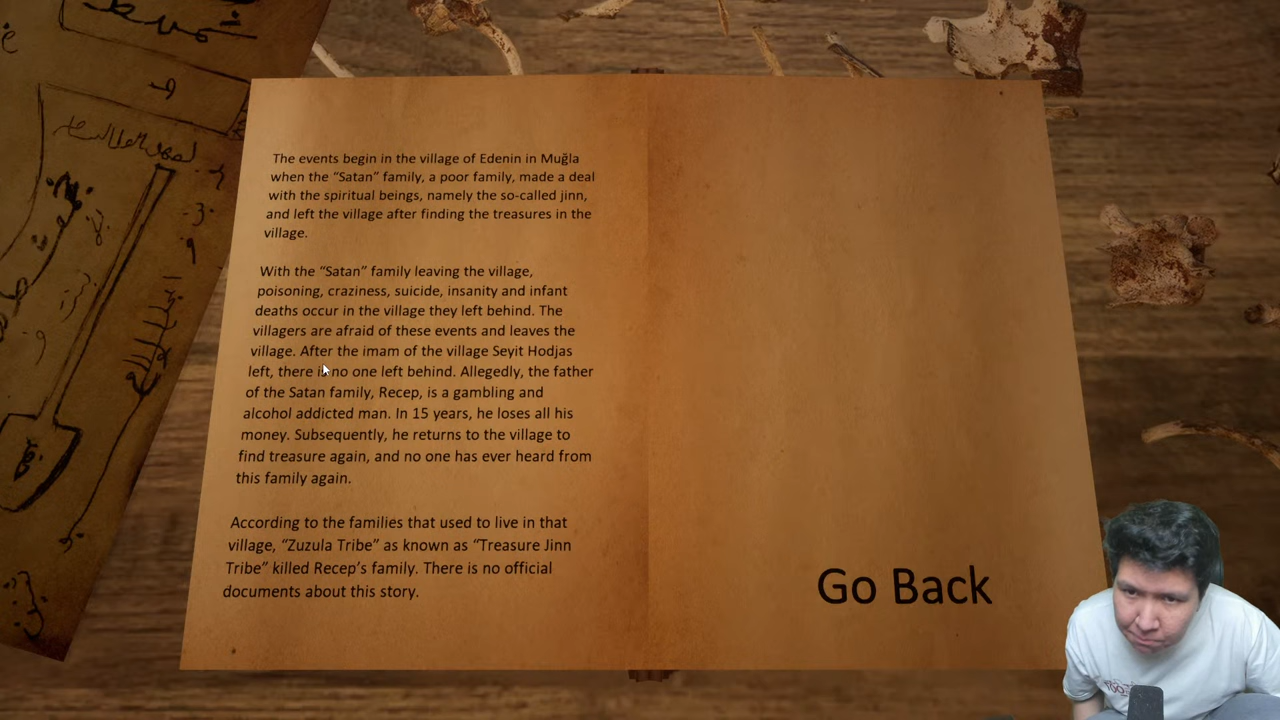 The events begin in the village of Edenin in Muğla
when the “Satan” family, a poor family, made a deal
with the spiritual beings, namely the so-called jinn,
and left the village after finding the treasures in the
village.
With the “Satan” family leaving the village,
poisoning, craziness, suicide, insanity and infant
deaths occur in the village they left behind. The
villagers are afraid of these events and leaves the
village. After the imam of the village Seyit Hodjas
left, there is no one left behind. Allegedly, the father
of the Satan family, Recep, is a gambling and
alcohol addicted man. In 15 years, he loses all his
money. Subsequently, he returns to the village to
find treasure again, and no one has ever heard from
this family again.
According to the families that used to live in that
village, “Zuzula Tribe” as known as “Treasure Jinn
Tribe” killed Recep’s family. There is no official
documents about this story.
Go Back